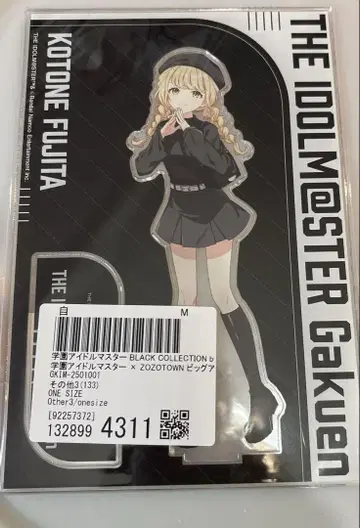 THE IDOLM@STER Gakuen
KOTONE FUJITA
THE IDOLM@STER™& ©Bandai Namco Entertainment Inc.
THE I
M
学園アイドルマスター BLACK COLLECTION b
学園アイドルマスター × ZOZOTOWN ビッグア
GKIM-2501001
その他3(133)
ONE SIZE
Other3/onesize
[92257372]
132899 4311